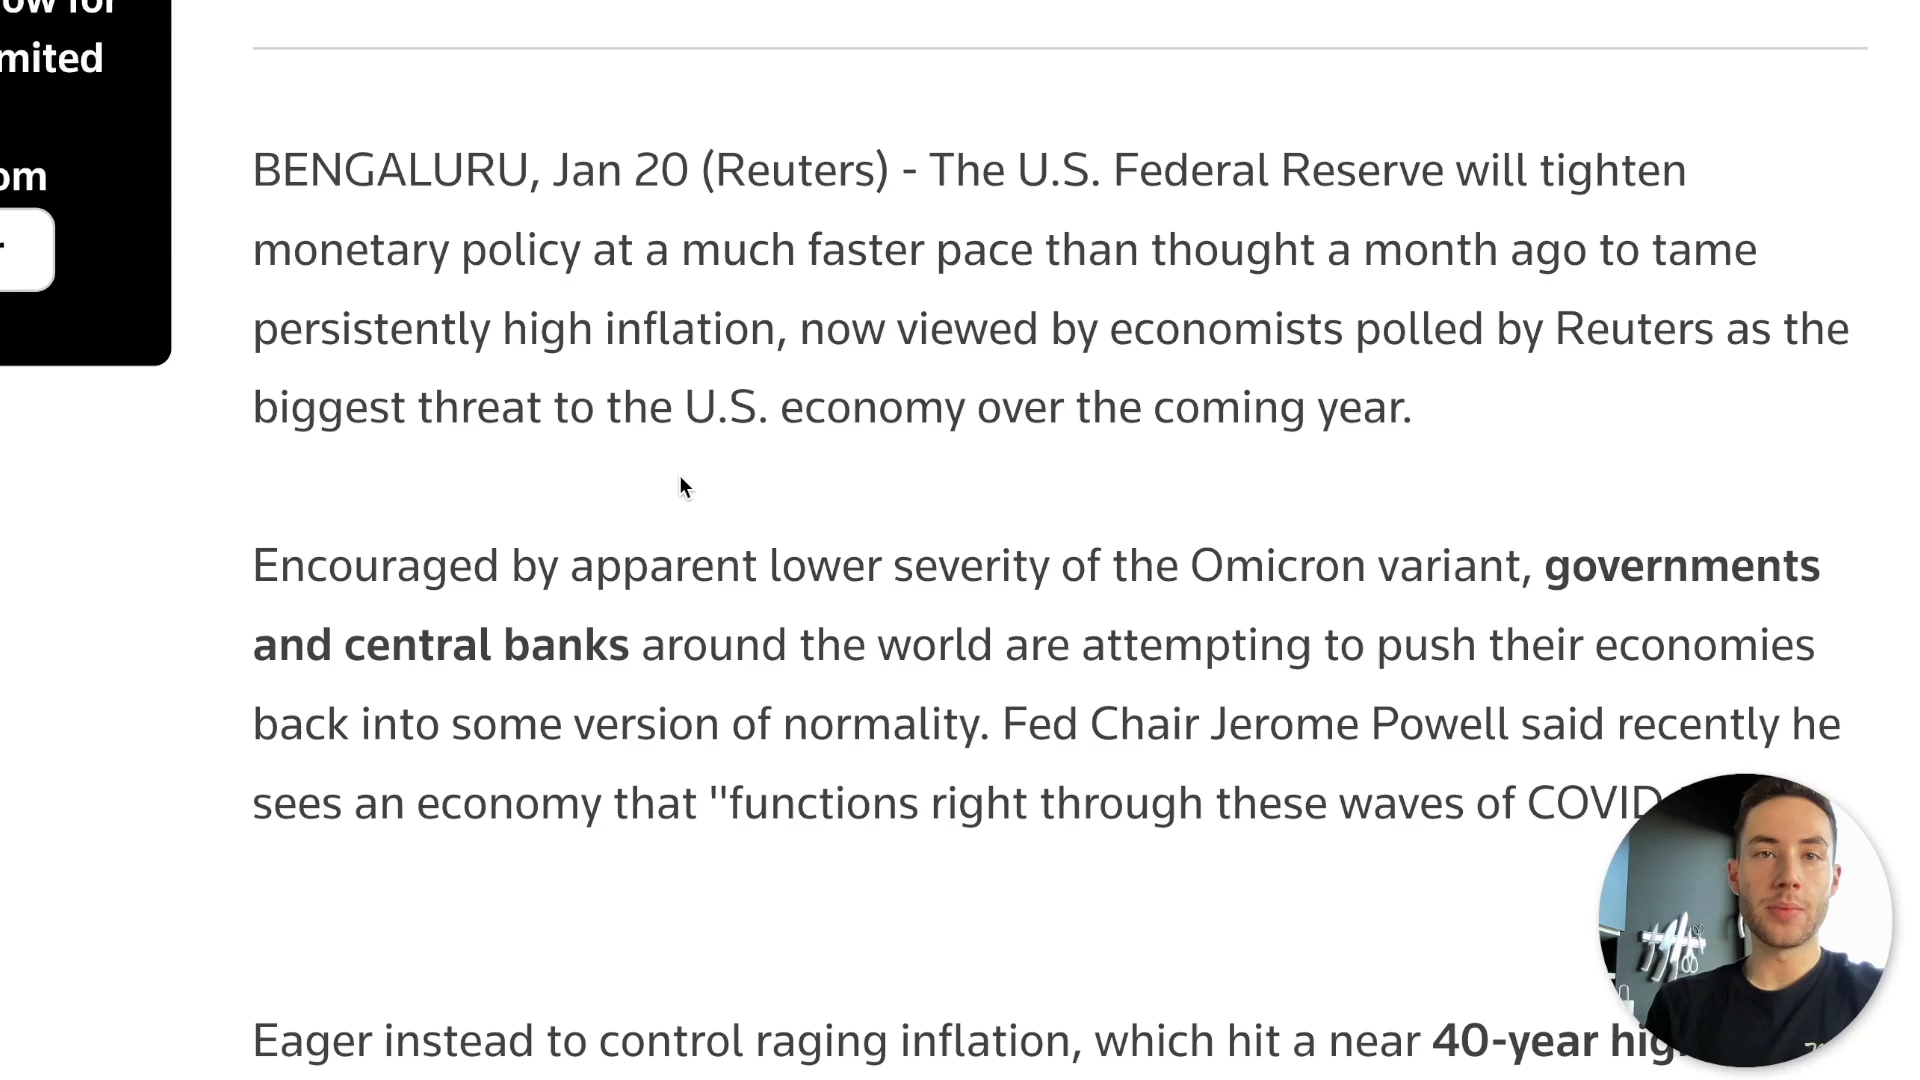 mited
om
BENGALURU, Jan 20 (Reuters) - The U.S. Federal Reserve will tighten
monetary policy at a much faster pace than thought a month ago to tame
persistently high inflation, now viewed by economists polled by Reuters as the
biggest threat to the U.S. economy over the coming year.
Encouraged by apparent lower severity of the Omicron variant, governments
and central banks around the world are attempting to push their economies
back into some version of normality. Fed Chair Jerome Powell said recently he
sees an economy that "functions right through these waves of COVID
Eager instead to control raging inflation, which hit a near 40-year hig